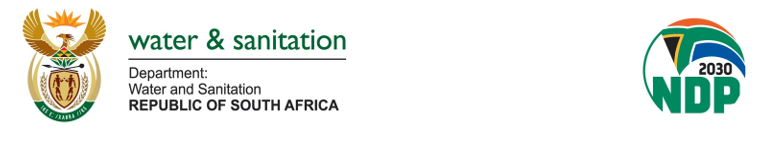 water & sanitation
Department:
Water and Sanitation
REPUBLIC OF SOUTH AFRICA
2030
NDP